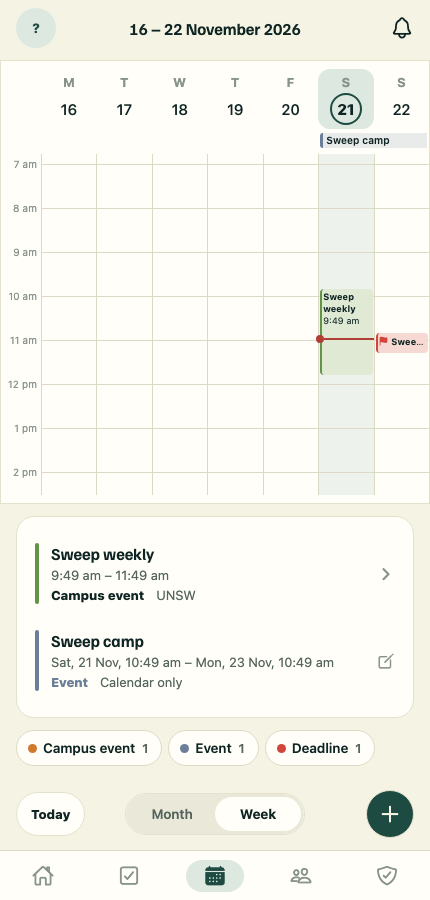 ?
16 – 22 November 2026
M T W T F S S
16 17 18 19 20 21 22
Sweep camp
7 am
8 am
9 am
10 am
Sweep
weekly
9:49 am
11 am
Swee...
12 pm
1 pm
2 pm
Sweep weekly
9:49 am – 11:49 am
Campus event UNSW
Sweep camp
Sat, 21 Nov, 10:49 am – Mon, 23 Nov, 10:49 am
Event Calendar only
Campus event 1 Event 1 Deadline 1
Today Month Week